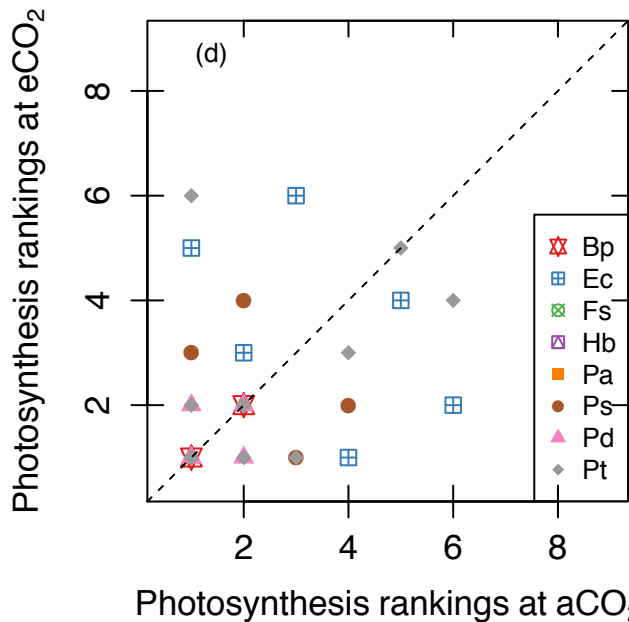 (d)
Photosynthesis rankings at eCO₂
8
6
4
2
Bp
Ec
Fs
Hb
Pa
Ps
Pd
Pt
2 4 6 8
Photosynthesis rankings at aCO₂